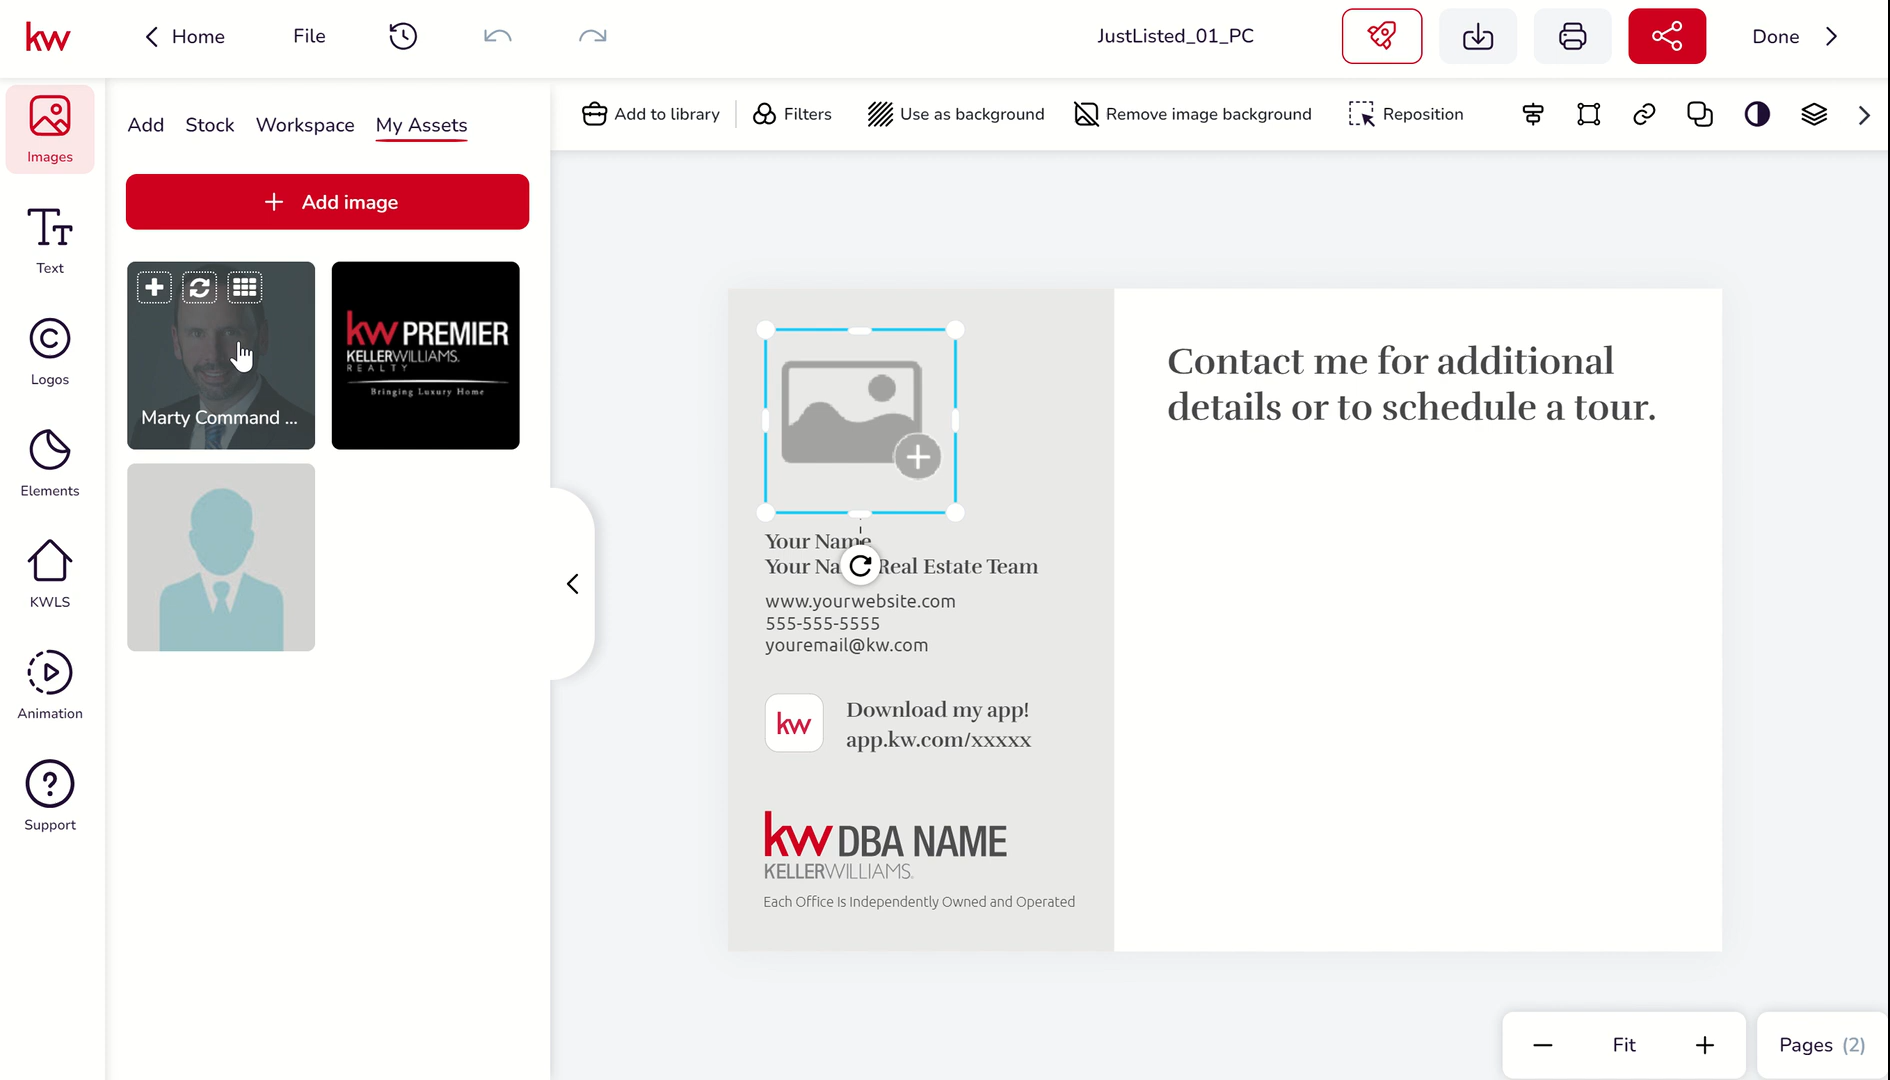 kw
Home
File
JustListed_01_PC
Done
Images
Text
Logos
Elements
KWLS
Animation
Support
Add
Stock
Workspace
My Assets
Add image
Marty Command ...
kw PREMIER
KELLERWILLIAMS.
REALTY
Bringing Luxury Home
Add to library
Filters
Use as background
Remove image background
Reposition
Your Name
Your Na Real Estate Team
www.yourwebsite.com
555-555-5555
youremail@kw.com
kw
Download my app!
app.kw.com/xxxxx
kw DBA NAME
KELLERWILLIAMS.
Each Office Is Independently Owned and Operated
Contact me for additional
details or to schedule a tour.
Fit
Pages (2)